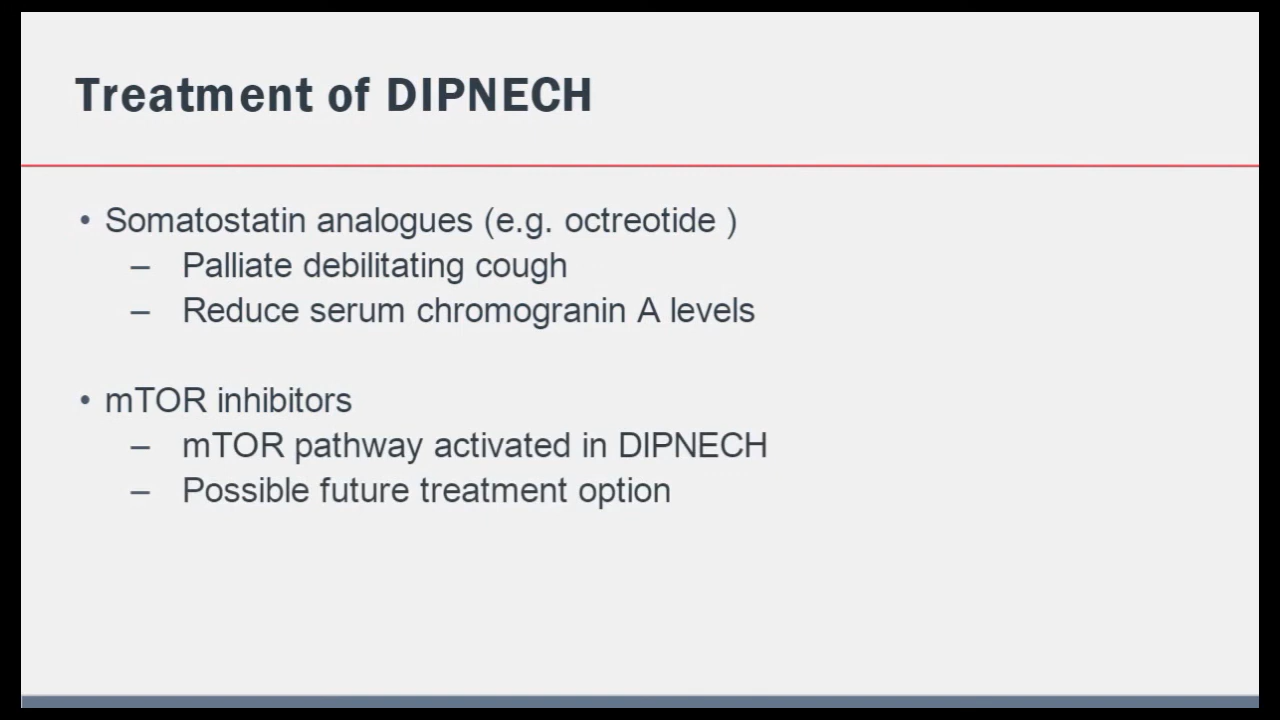 Treatment of DIPNECH
• Somatostatin analogues (e.g. octreotide )
– Palliate debilitating cough
– Reduce serum chromogranin A levels
• mTOR inhibitors
– mTOR pathway activated in DIPNECH
– Possible future treatment option